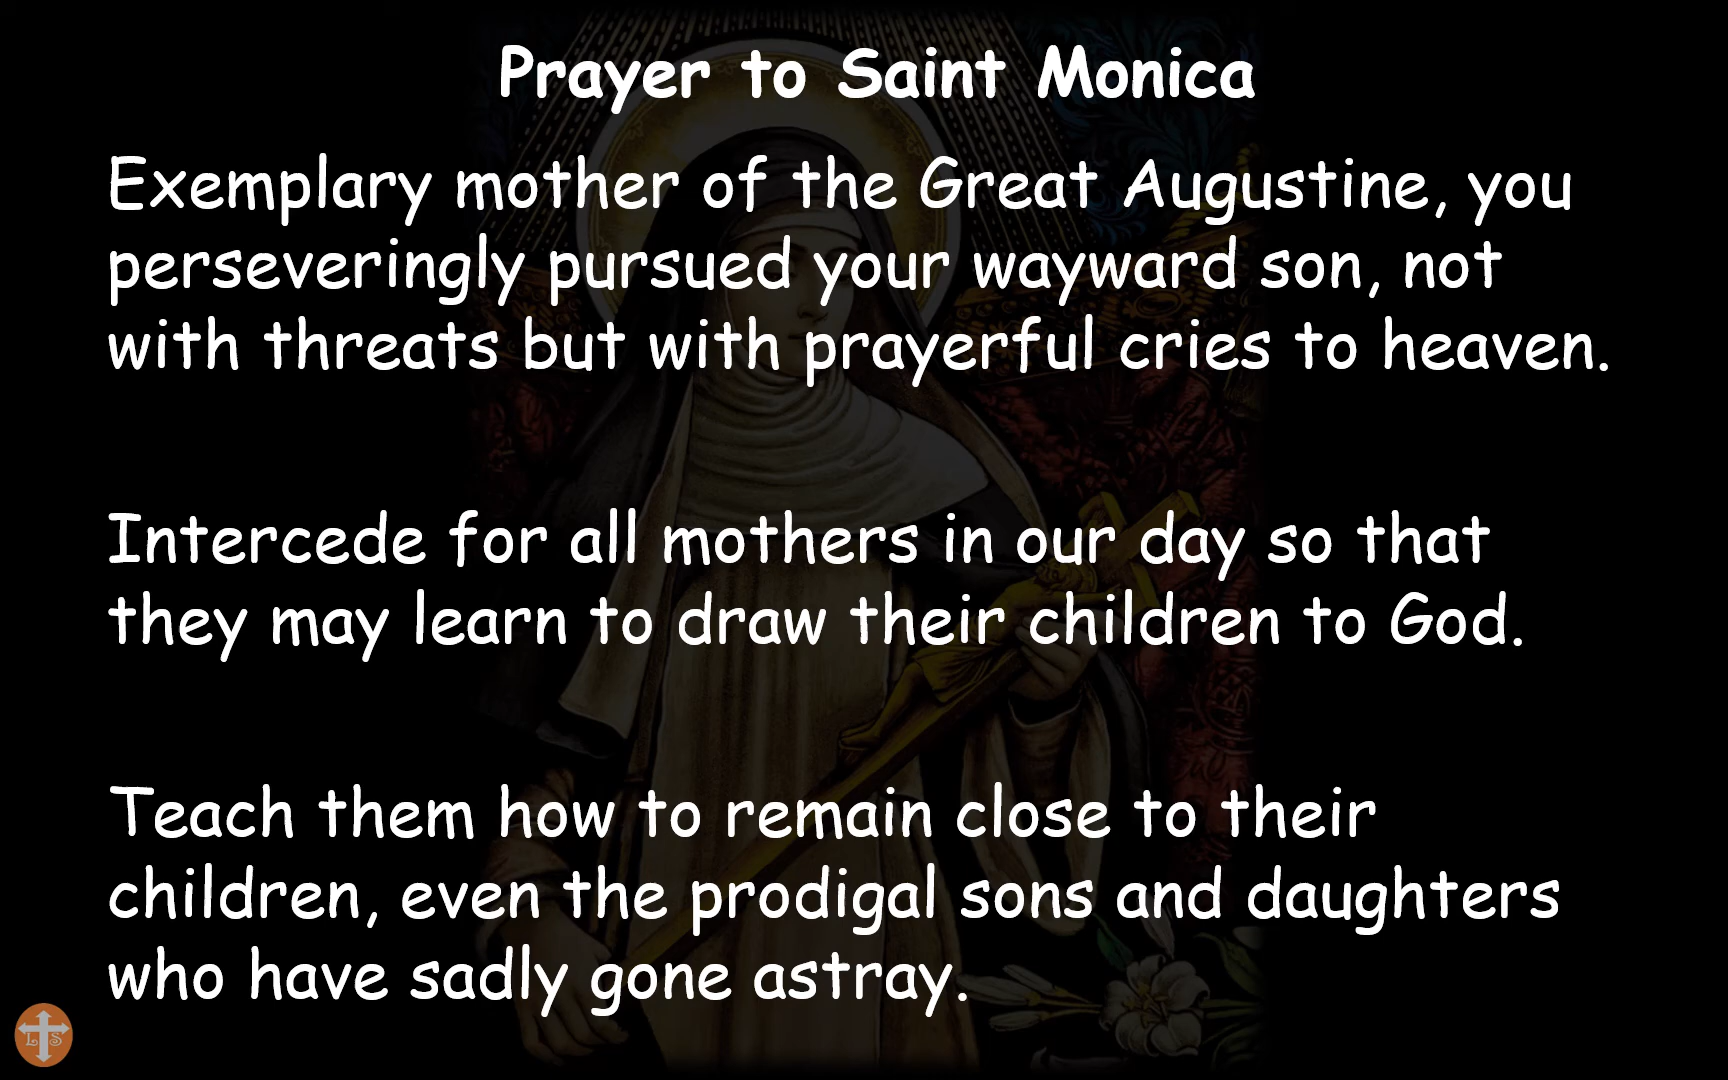 Prayer to Saint Monica
Exemplary mother of the Great Augustine, you
perseveringly pursued your wayward son, not
with threats but with prayerful cries to heaven.
Intercede for all mothers in our day so that
they may learn to draw their children to God.
Teach them how to remain close to their
children, even the prodigal sons and daughters
who have sadly gone astray.
L S